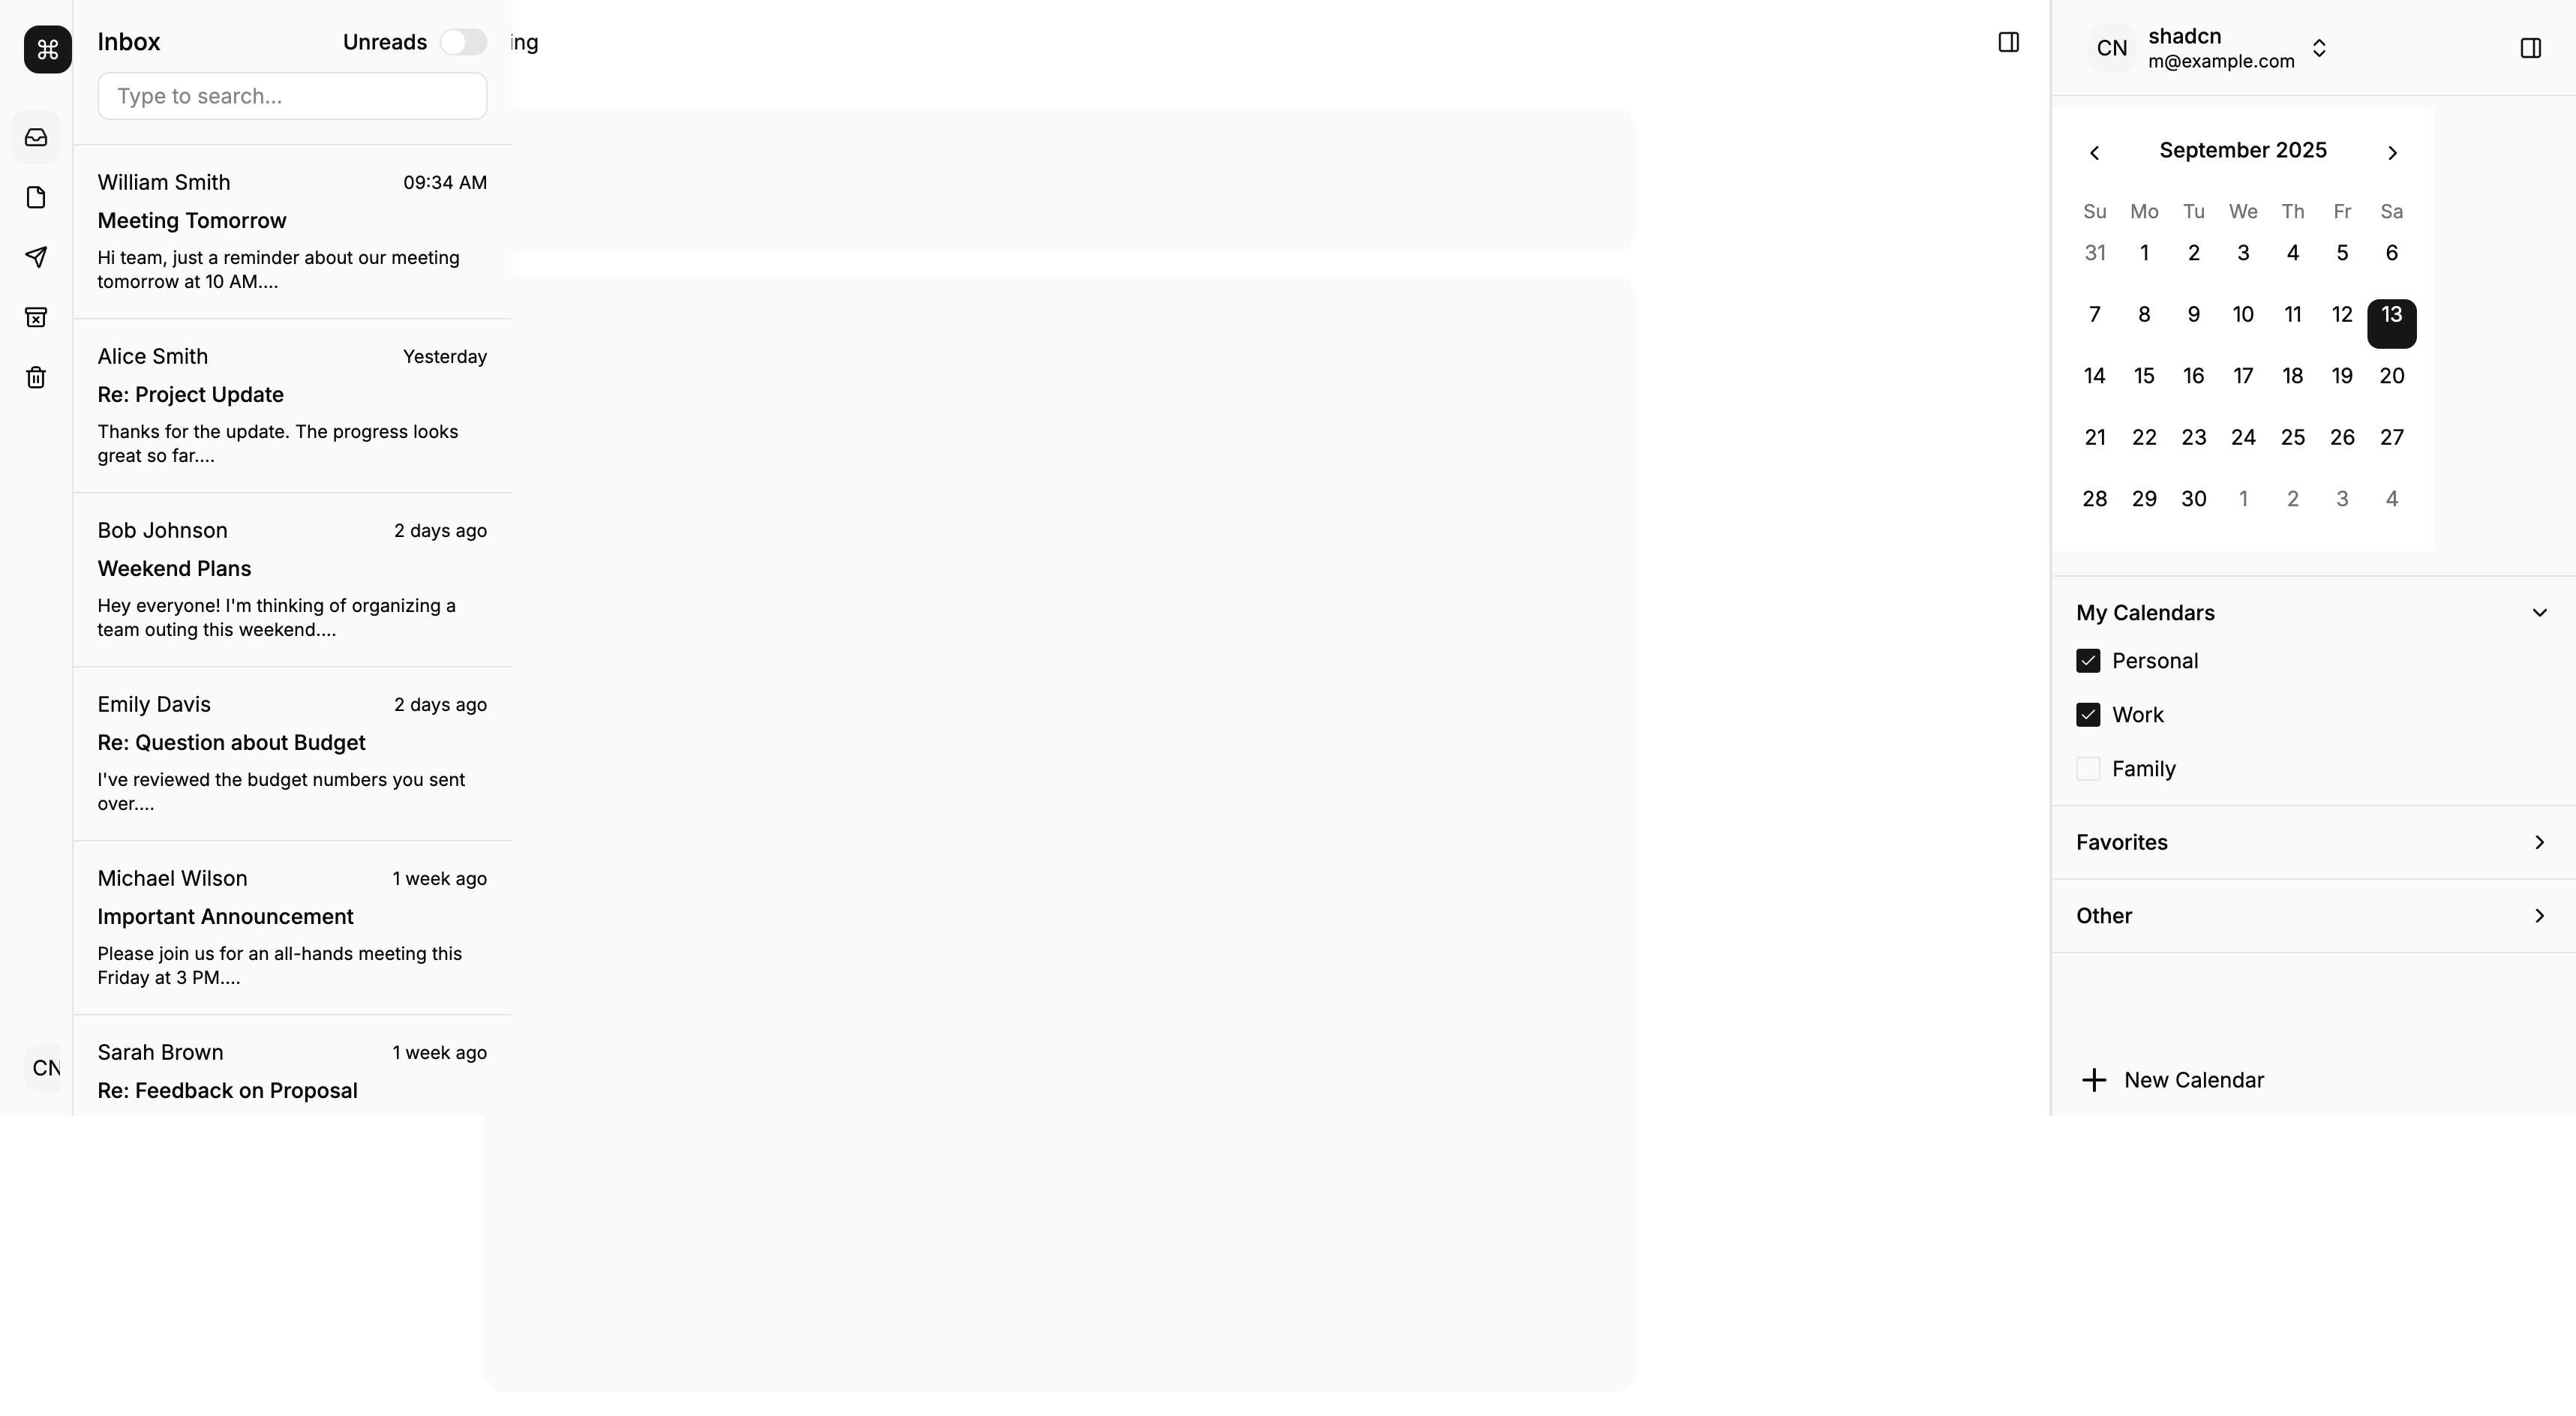 Inbox
Unreads
Type to search...
William Smith
09:34 AM
Meeting Tomorrow
Hi team, just a reminder about our meeting
tomorrow at 10 AM....
Alice Smith
Yesterday
Re: Project Update
Thanks for the update. The progress looks
great so far....
Bob Johnson
2 days ago
Weekend Plans
Hey everyone! I'm thinking of organizing a
team outing this weekend....
Emily Davis
2 days ago
Re: Question about Budget
I've reviewed the budget numbers you sent
over....
Michael Wilson
1 week ago
Important Announcement
Please join us for an all-hands meeting this
Friday at 3 PM....
Sarah Brown
1 week ago
Re: Feedback on Proposal
CN
ing
CN
shadcn
m@example.com
September 2025
Su Mo Tu We Th Fr Sa
31 1 2 3 4 5 6
7 8 9 10 11 12 13
14 15 16 17 18 19 20
21 22 23 24 25 26 27
28 29 30 1 2 3 4
My Calendars
Personal
Work
Family
Favorites
Other
New Calendar